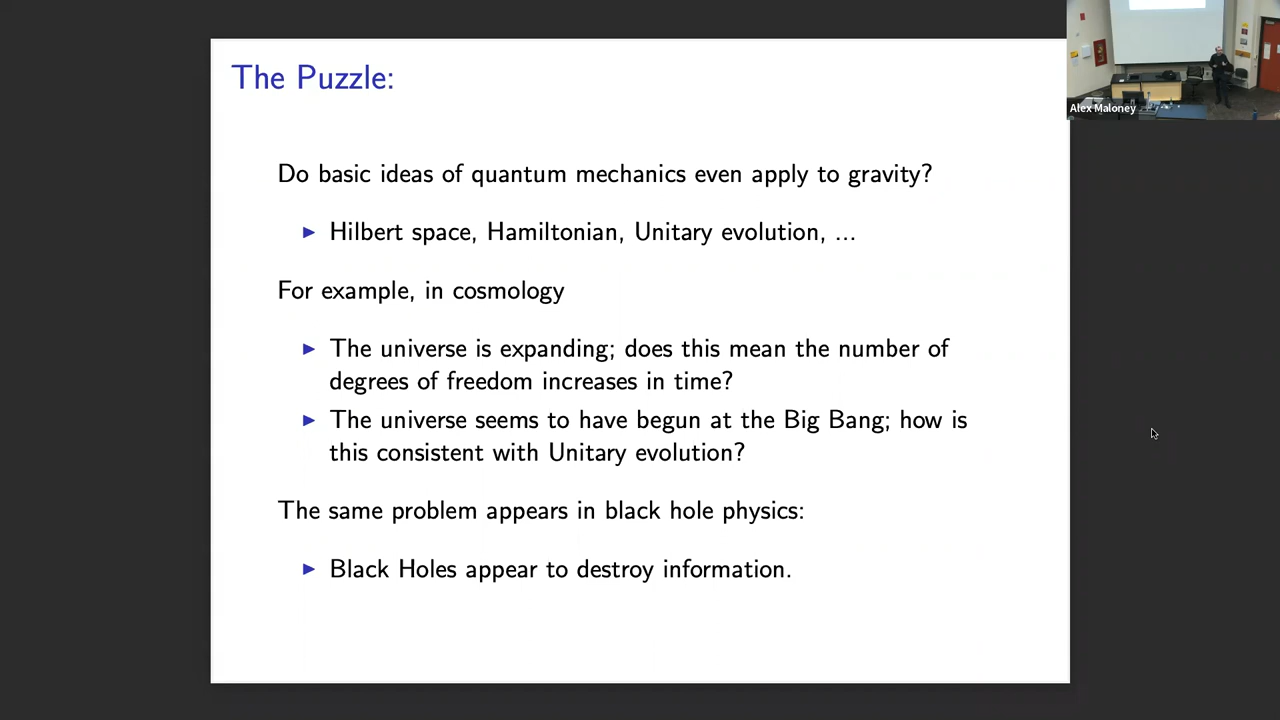 The Puzzle:
Alex Maloney
Do basic ideas of quantum mechanics even apply to gravity?
▶ Hilbert space, Hamiltonian, Unitary evolution, ...
For example, in cosmology
▶ The universe is expanding; does this mean the number of
degrees of freedom increases in time?
▶ The universe seems to have begun at the Big Bang; how is
this consistent with Unitary evolution?
The same problem appears in black hole physics:
▶ Black Holes appear to destroy information.